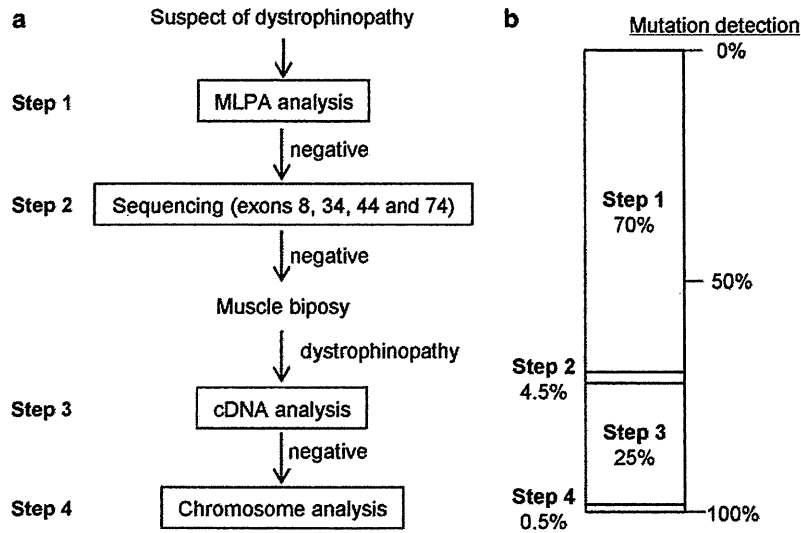 a
Suspect of dystrophinopathy
Step 1
MLPA analysis
negative
Step 2
Sequencing (exons 8, 34, 44 and 74)
negative
Muscle biposy
dystrophinopathy
Step 3
cDNA analysis
negative
Step 4
Chromosome analysis
b
Mutation detection
0%
Step 1
70%
50%
Step 2
4.5%
Step 3
25%
Step 4
0.5%
100%